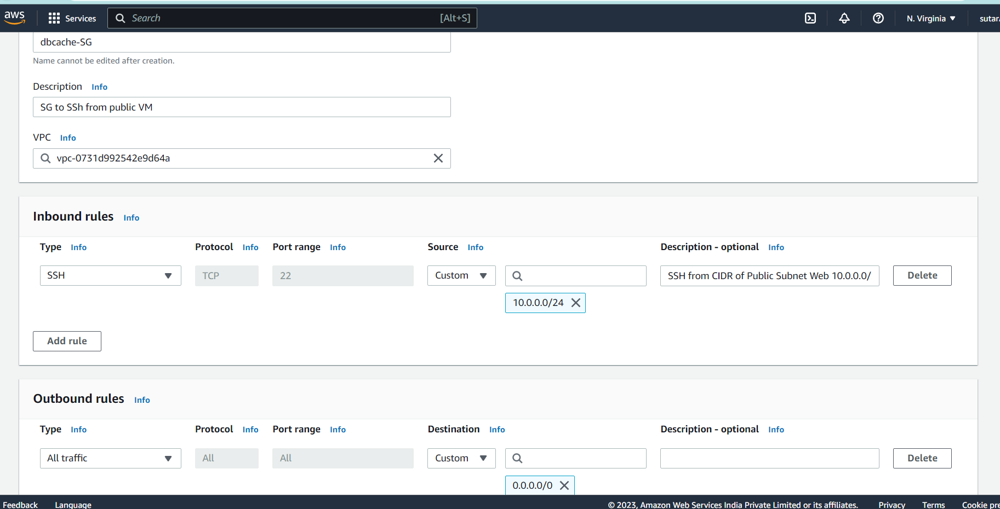 aws Services Search [Alt+S] N. Virginia
dbcache-SG
Name cannot be edited after creation.
Description Info
SG to SSh from public VM
VPC Info
vpc-0731d992542e9d64a
Inbound rules Info
Type Info Protocol Info Port range Info Source Info Description - optional Info
SSH TCP 22 Custom SSH from CIDR of Public Subnet Web 10.0.0.0/ Delete
10.0.0.0/24
Add rule
Outbound rules Info
Type Info Protocol Info Port range Info Destination Info Description - optional Info
All traffic All All Custom Delete
0.0.0.0/0
Feedback Language © 2023, Amazon Web Services India Private Limited or its affiliates. Privacy Terms Cookie